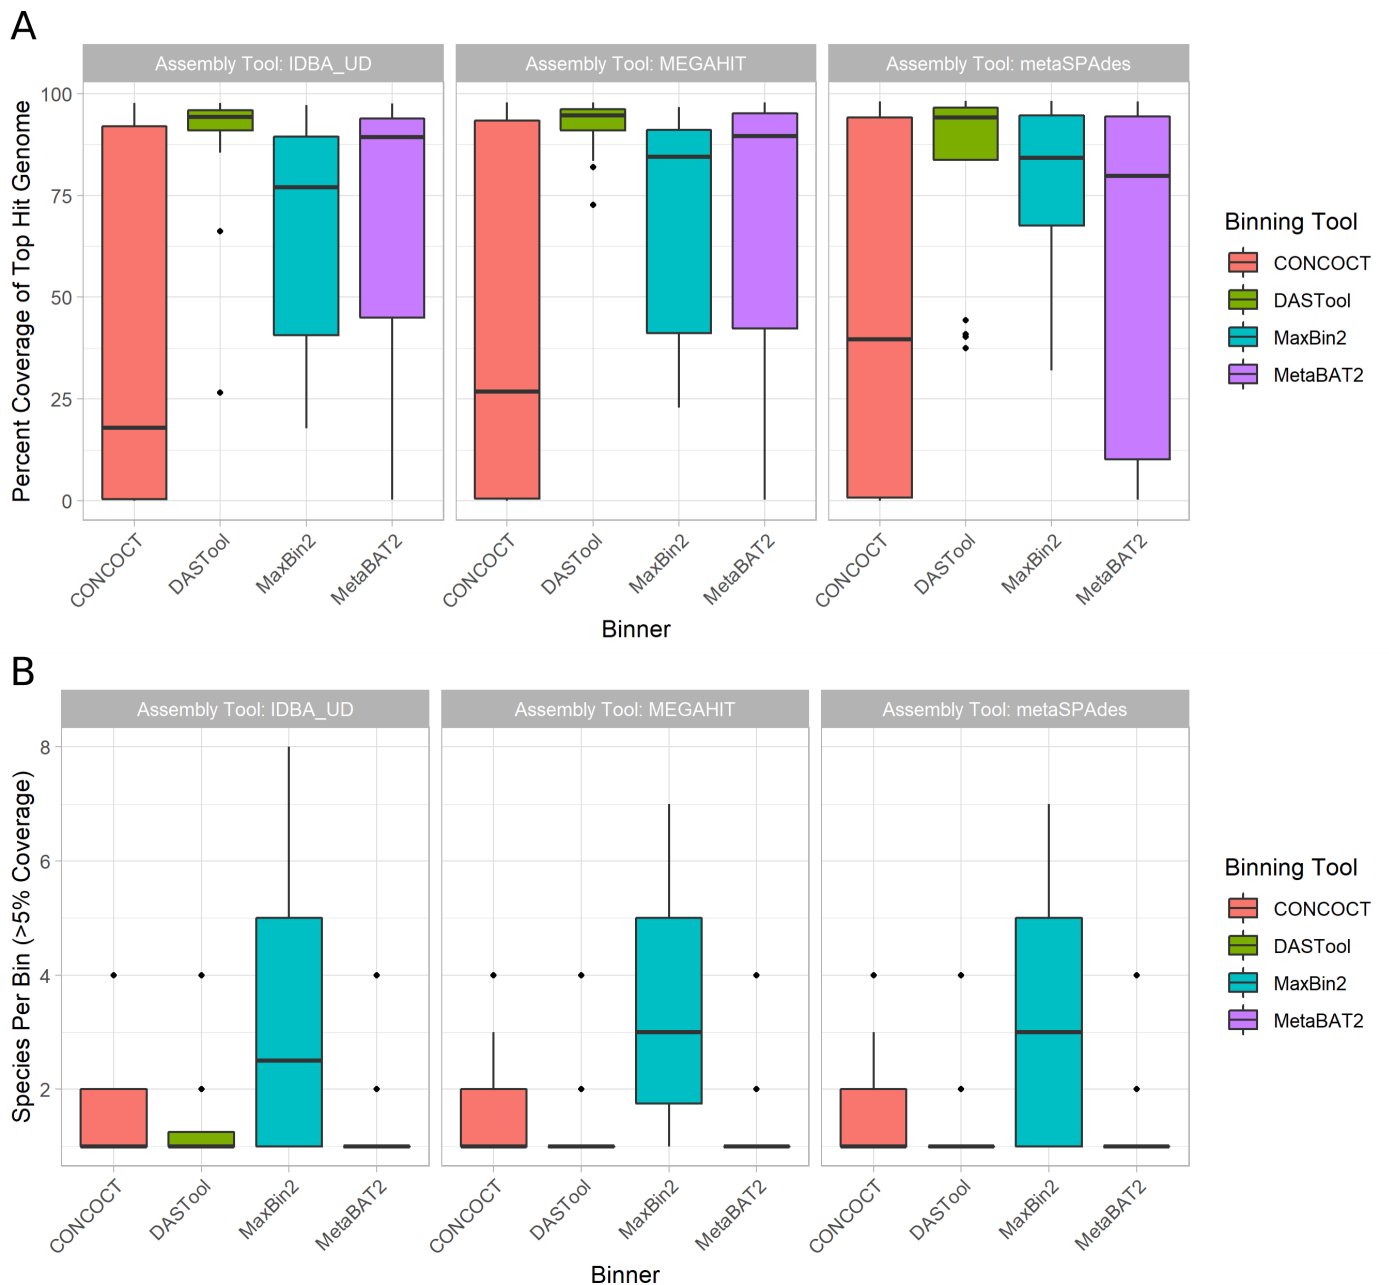 A
Assembly Tool: IDBA_UD
Assembly Tool: MEGAHIT
Assembly Tool: metaSPAdes
Percent Coverage of Top Hit Genome
100
75
50
25
0
CONCOCT
DASTool
MaxBin2
MetaBAT2
CONCOCT
DASTool
MaxBin2
MetaBAT2
CONCOCT
DASTool
MaxBin2
MetaBAT2
Binner
Binning Tool
CONCOCT
DASTool
MaxBin2
MetaBAT2
B
Assembly Tool: IDBA_UD
Assembly Tool: MEGAHIT
Assembly Tool: metaSPAdes
Species Per Bin (>5% Coverage)
8
6
4
2
CONCOCT
DASTool
MaxBin2
MetaBAT2
CONCOCT
DASTool
MaxBin2
MetaBAT2
CONCOCT
DASTool
MaxBin2
MetaBAT2
Binner
Binning Tool
CONCOCT
DASTool
MaxBin2
MetaBAT2